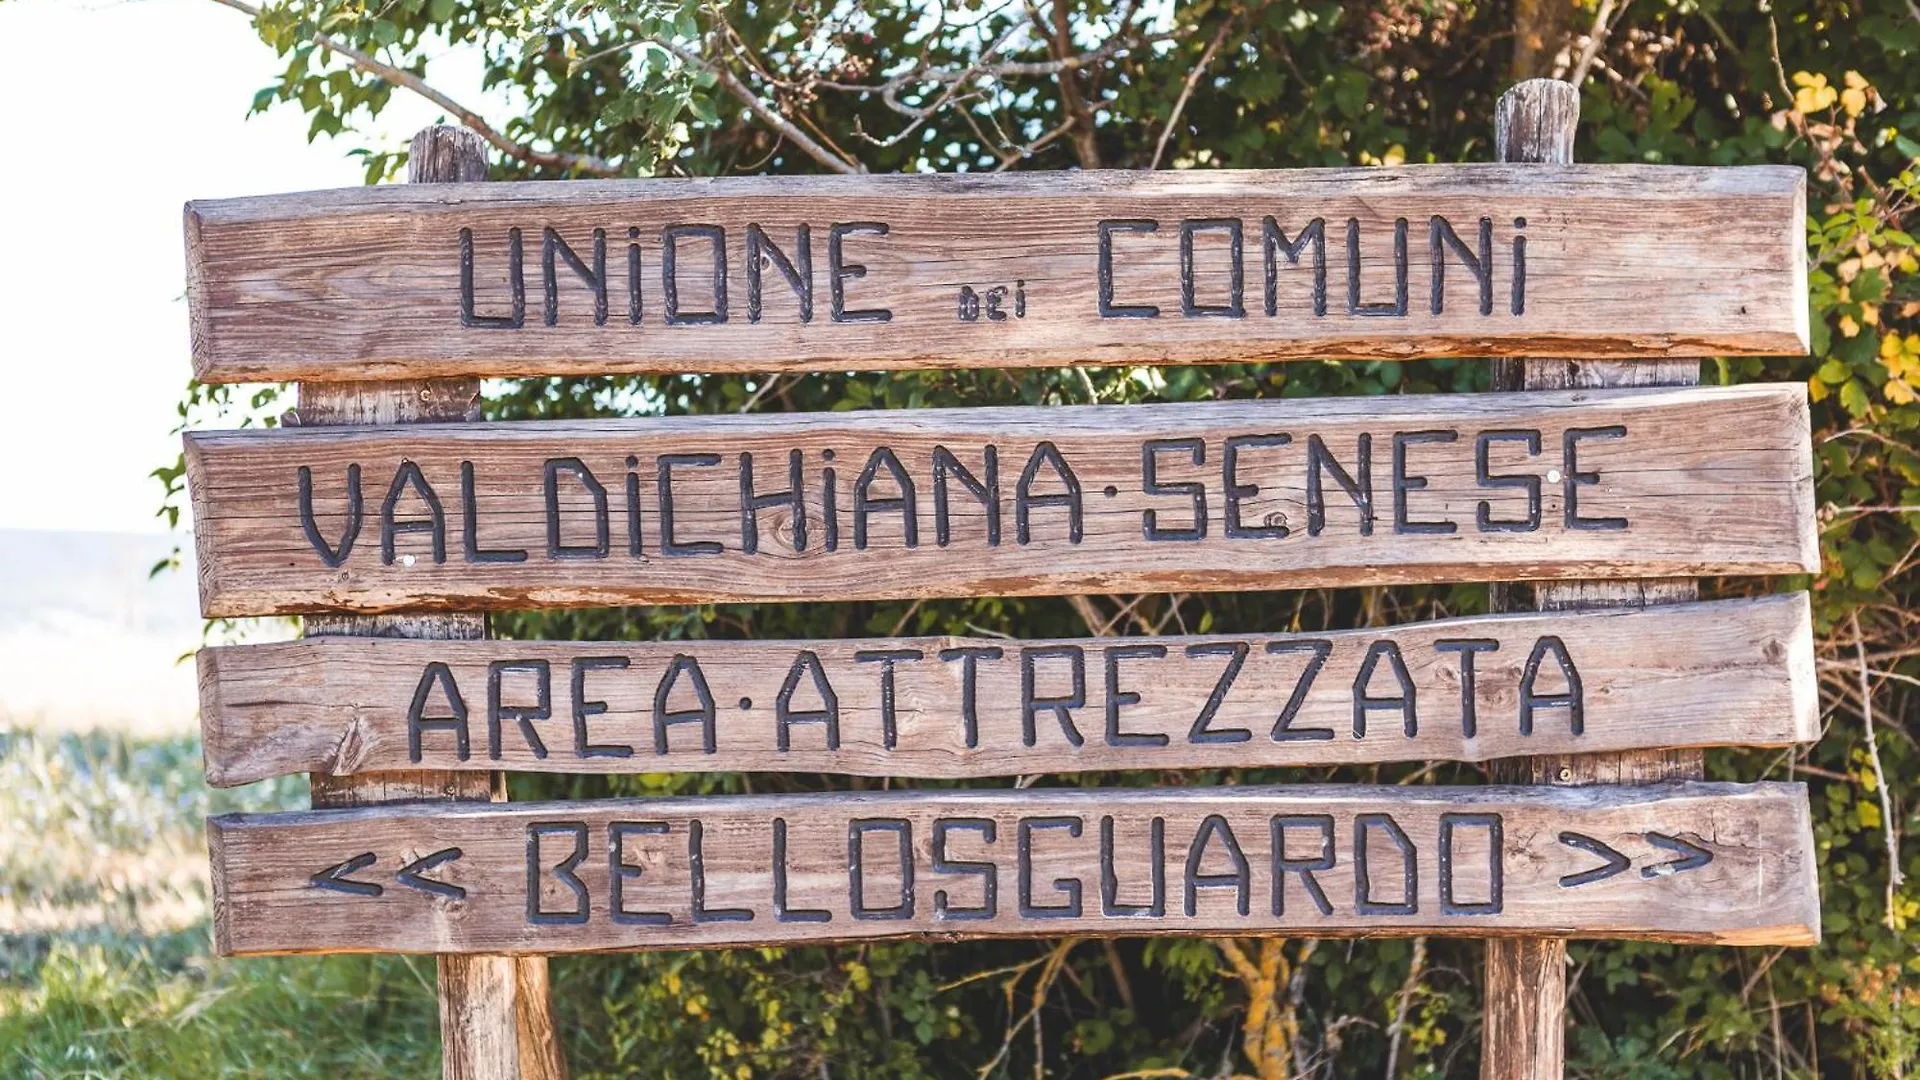 UNiONE DEi COMUNi
VALDiCHiANA·SENESE
AREA·ATTREZZATA
<< BELLOSGUARDO >>